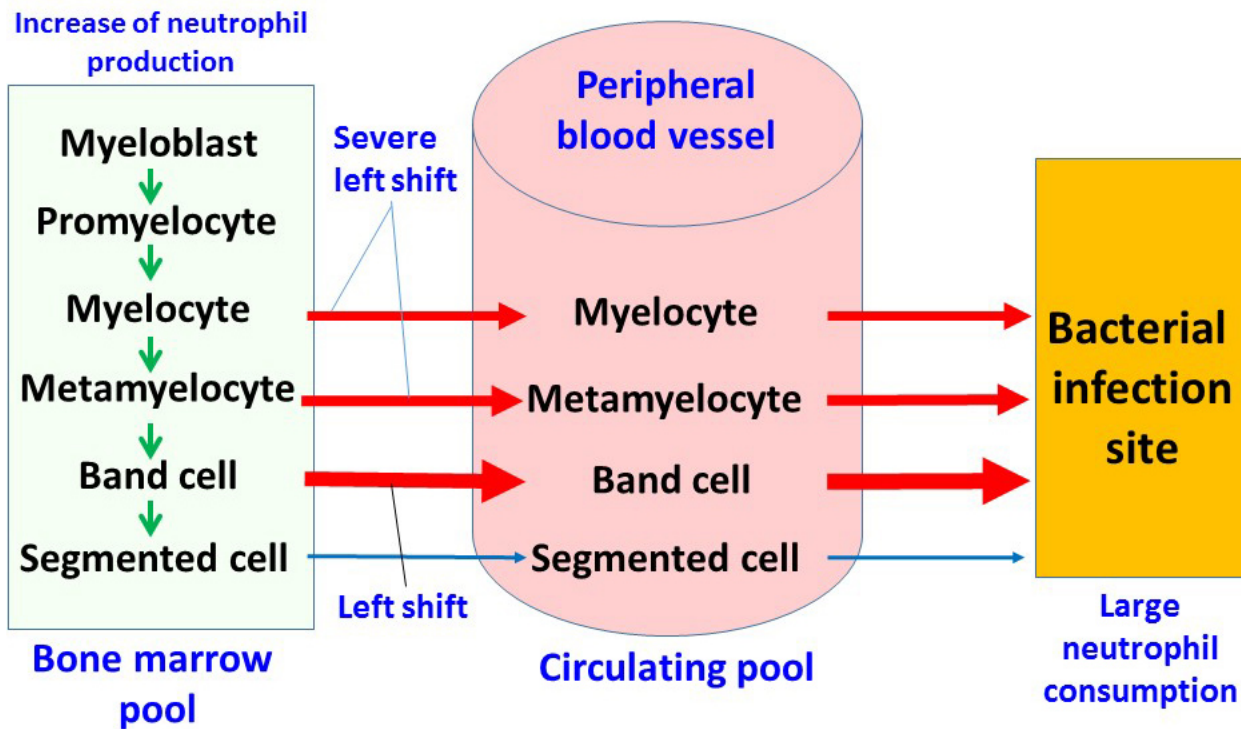 Increase of neutrophil
production
Myeloblast
Promyelocyte
Myelocyte
Metamyelocyte
Band cell
Segmented cell
Bone marrow
pool
Severe
left shift
Left shift
Peripheral
blood vessel
Myelocyte
Metamyelocyte
Band cell
Segmented cell
Circulating pool
Bacterial
infection
site
Large
neutrophil
consumption